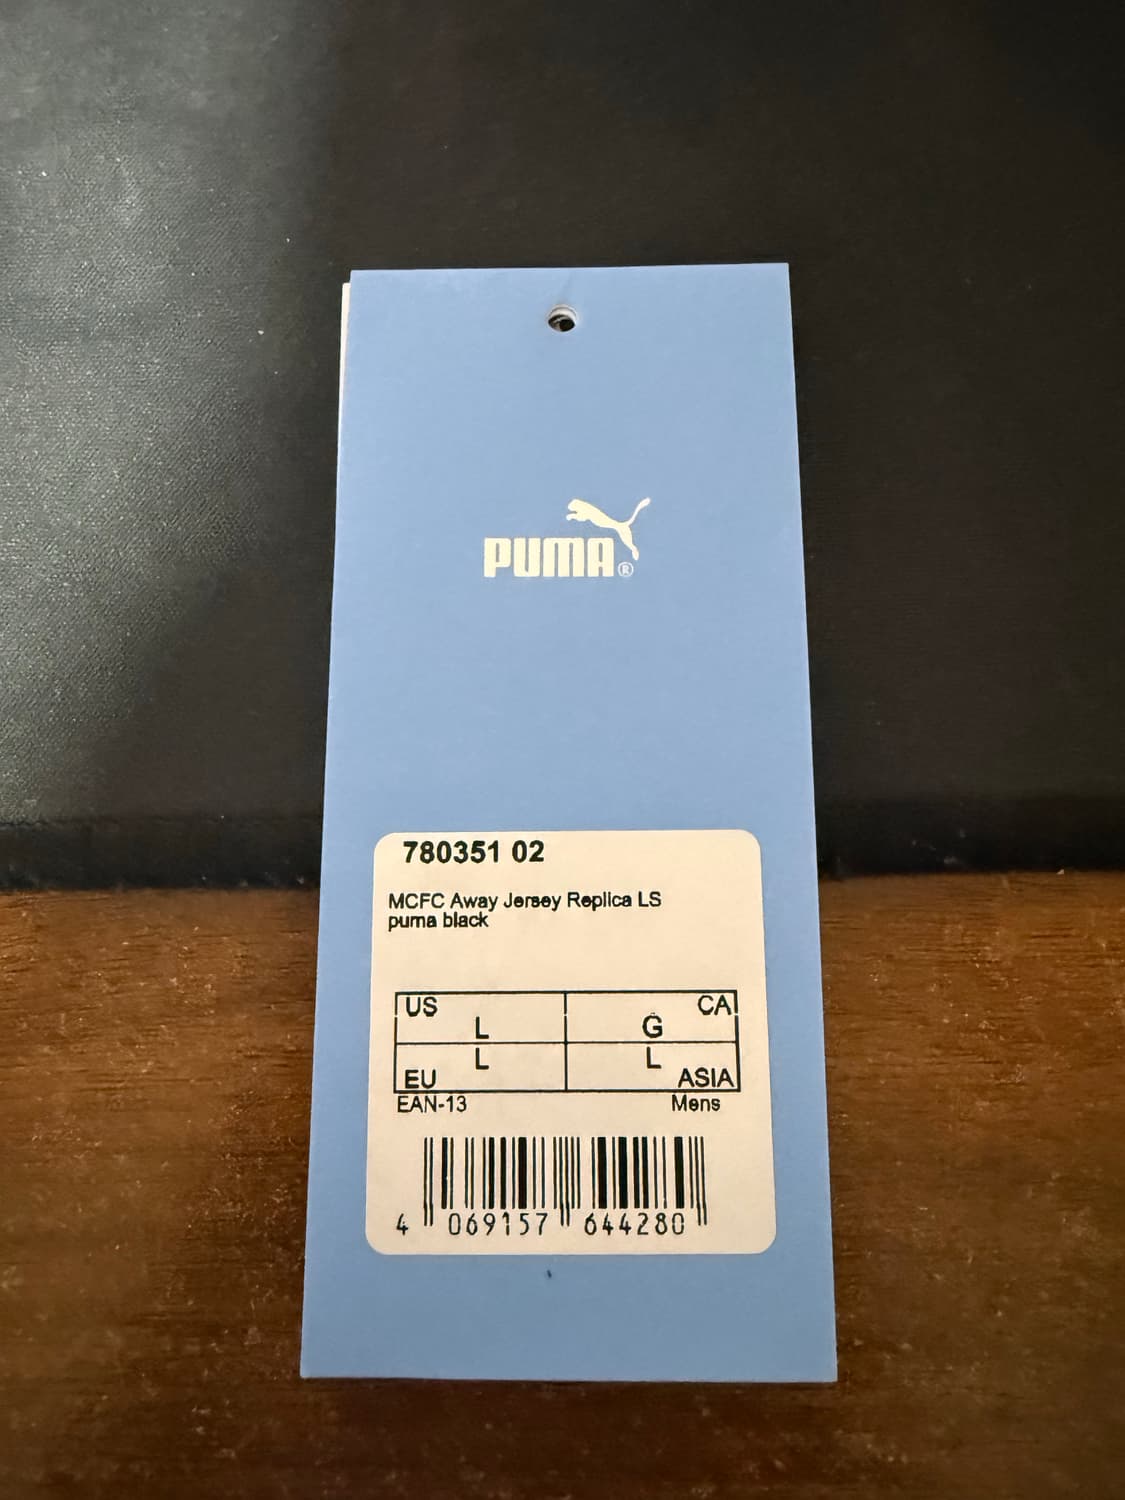 PUMA®
780351 02
MCFC Away Jersey Replica LS
puma black
US L G CA
EU L L ASIA
EAN-13 Mens
4 069157 644280